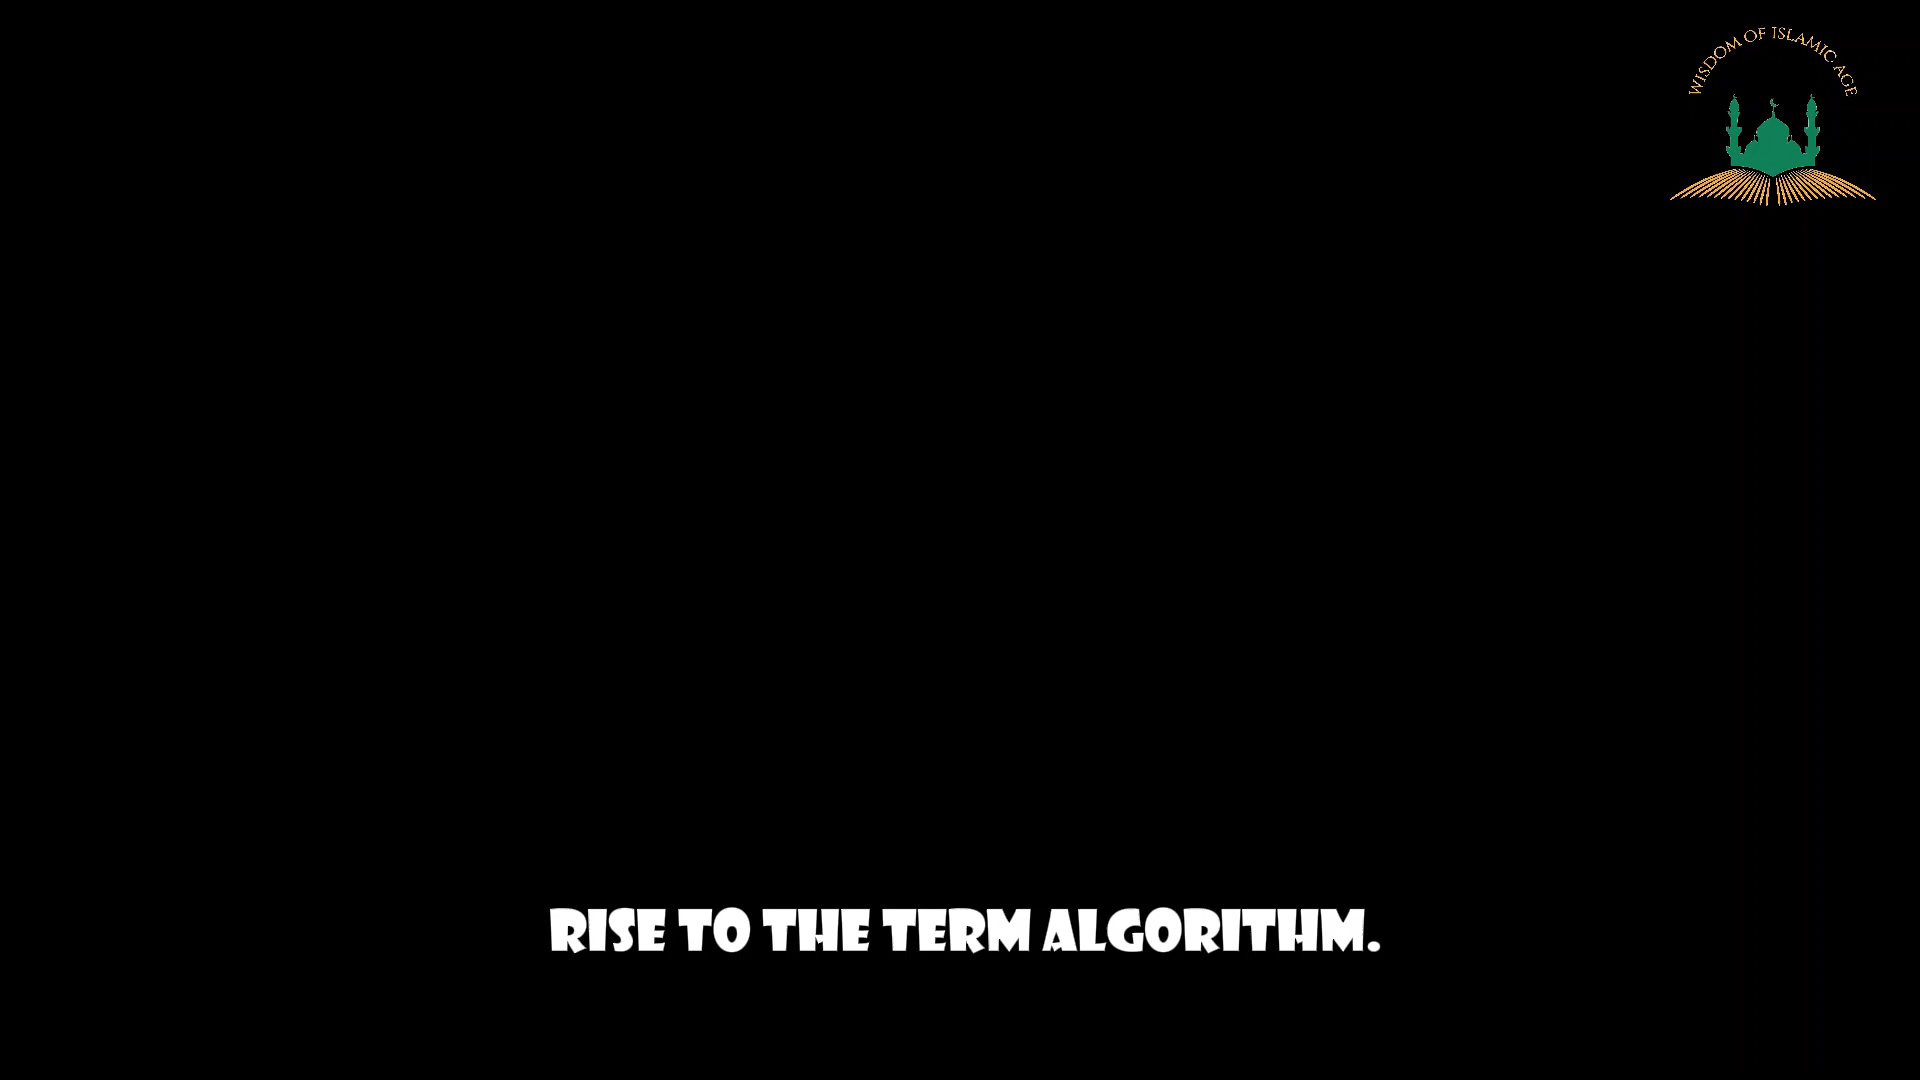 WISDOM OF ISLAMIC AGE
RISE TO THE TERM ALGORITHM.